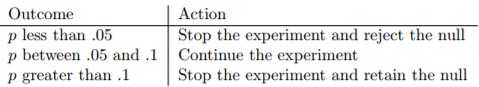 Outcome Action
p less than .05 Stop the experiment and reject the null
p between .05 and .1 Continue the experiment
p greater than .1 Stop the experiment and retain the null